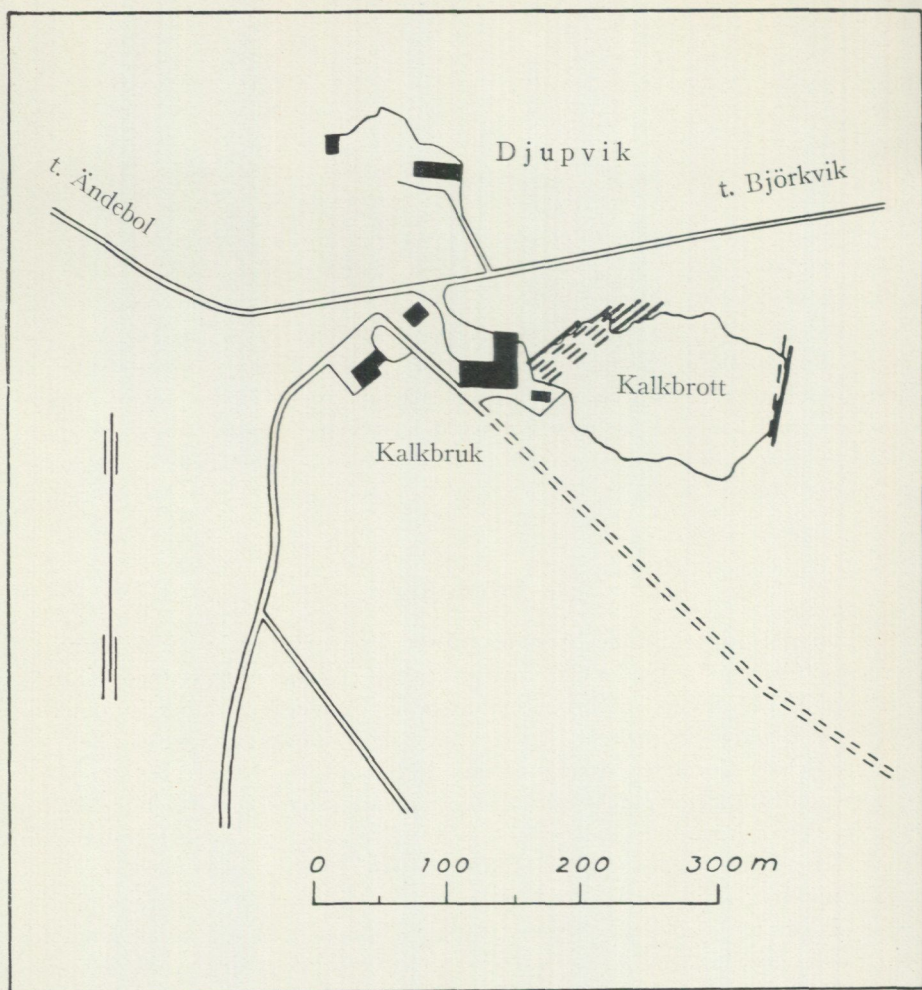 Djupvik
t. Ändebol
t. Björkvik
Kalkbrott
Kalkbruk
0 100 200 300 m